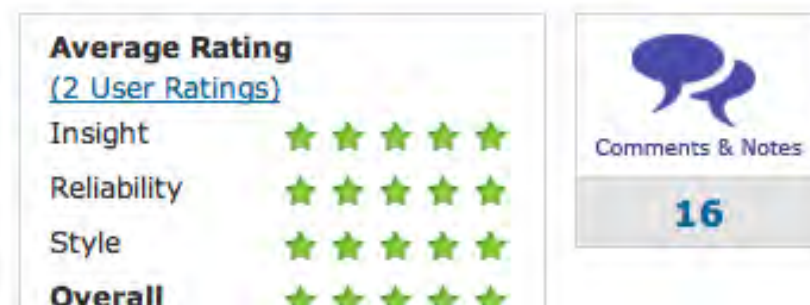 Average Rating
(2 User Ratings)
Insight
Reliability
Style
Overall
Comments & Notes
16